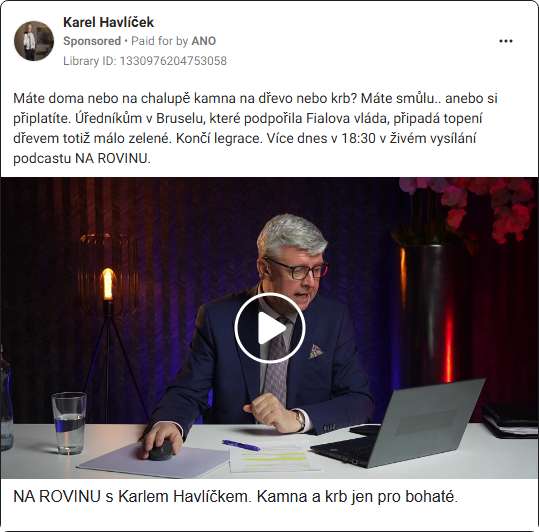 Karel Havlíček
Sponsored • Paid for by ANO
Library ID: 1330976204753058
Máte doma nebo na chalupě kamna na dřevo nebo krb? Máte smůlu.. anebo si
připlatíte. Úředníkům v Bruselu, které podpořila Fialova vláda, připadá topení
dřevem totiž málo zelené. Končí legrace. Více dnes v 18:30 v živém vysílání
podcastu NA ROVINU.
NA ROVINU s Karlem Havlíčkem. Kamna a krb jen pro bohaté.